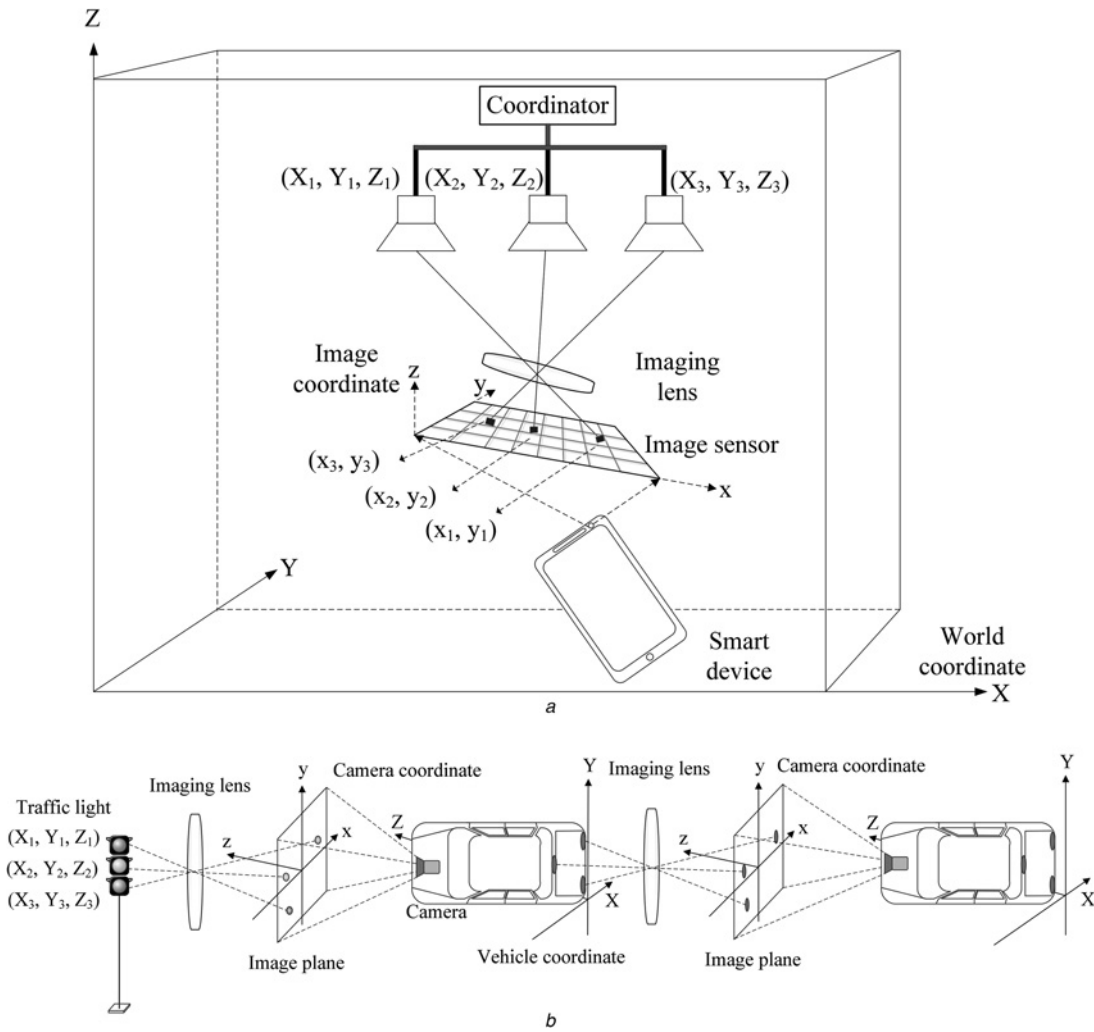 Z
Coordinator
(X₁, Y₁, Z₁) (X₂, Y₂, Z₂) (X₃, Y₃, Z₃)
Image
coordinate
z
y
Imaging
lens
Image sensor
(x₃, y₃)
(x₂, y₂)
(x₁, y₁)
x
Y
Smart
device
World
coordinate
X
a
Traffic light
(X₁, Y₁, Z₁)
(X₂, Y₂, Z₂)
(X₃, Y₃, Z₃)
Imaging lens
y
Camera coordinate
x
z
Z
Camera
Image plane
Y
X
Vehicle coordinate
Imaging lens
y
Camera coordinate
x
z
Z
Image plane
Y
X
b